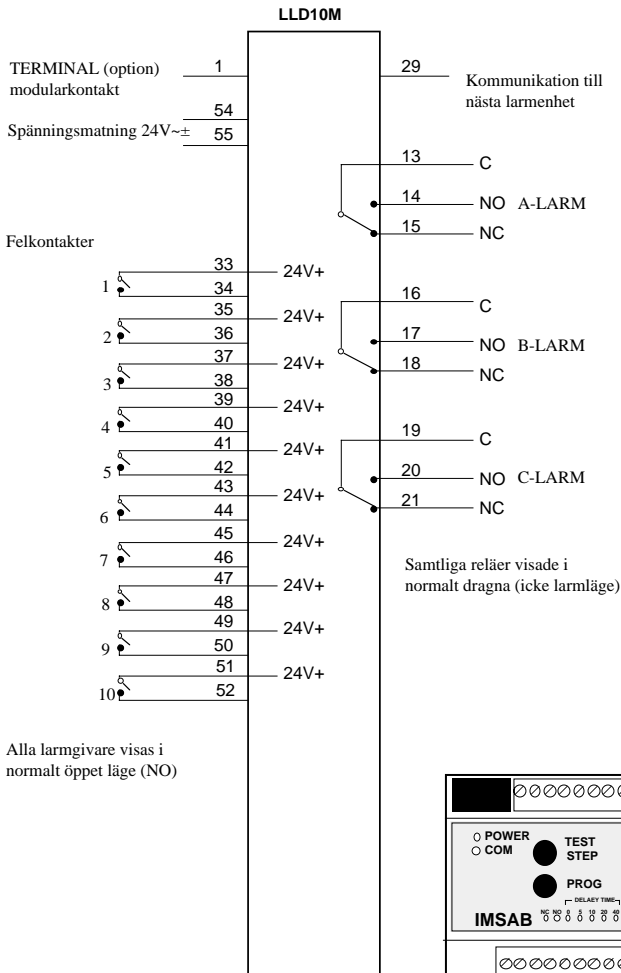 LLD10M
TERMINAL (option)
modularkontakt
1
29
Kommunikation till
nästa larmenhet
54
Spänningsmatning 24V~±
55
13
C
14
NO A-LARM
15
NC
Felkontakter
33
24V+
1
34
16
C
35
24V+
2
36
17
NO B-LARM
37
24V+
18
NC
3
38
39
24V+
4
40
19
C
41
24V+
5
42
20
NO C-LARM
43
24V+
21
NC
6
44
45
24V+
7
46
Samtliga reläer visade i
normalt dragna (icke larmläge)
47
24V+
8
48
49
24V+
9
50
51
24V+
10
52
Alla larmgivare visas i
normalt öppet läge (NO)
POWER
COM
TEST
STEP
PROG
DELAEY TIME
NC NO 0 5 10 20 40
IMSAB